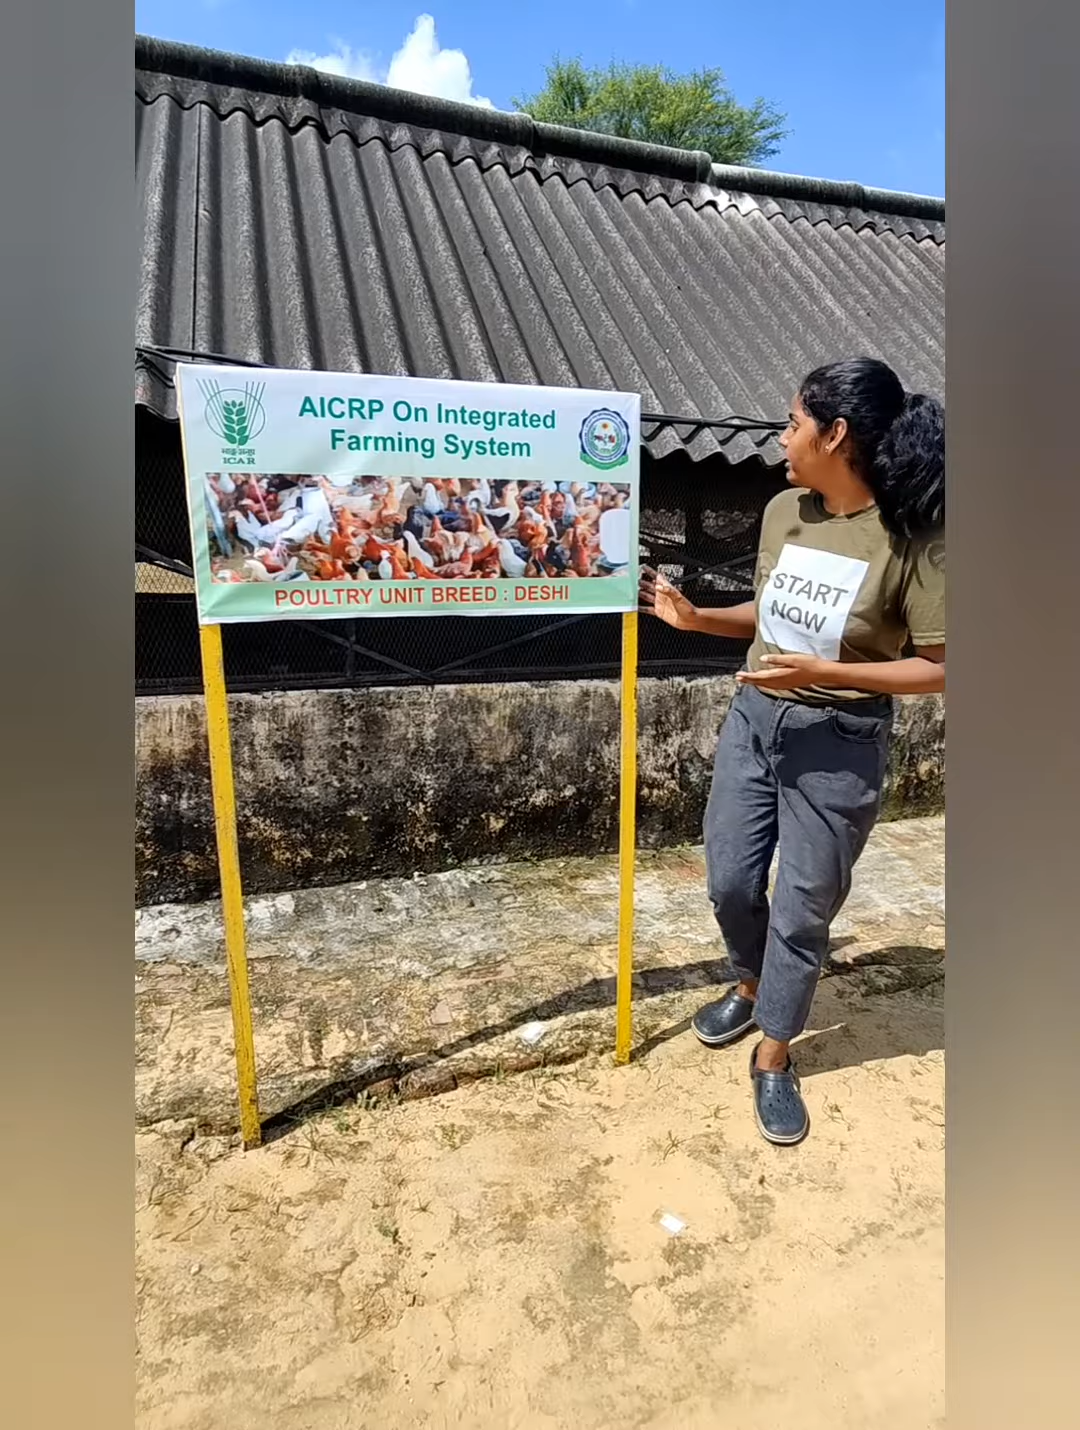 AICRP On Integrated
Farming System
भाकृअनुप
ICAR
POULTRY UNIT BREED : DESHI
START
NOW